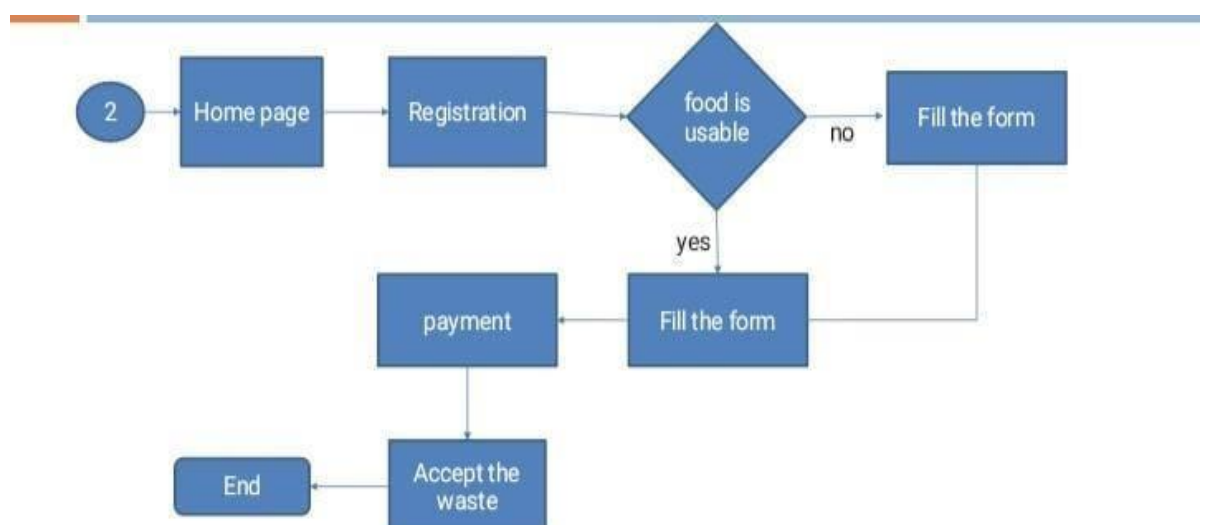 2
Home page
Registration
food is
usable
no
Fill the form
yes
payment
Fill the form
End
Accept the
waste